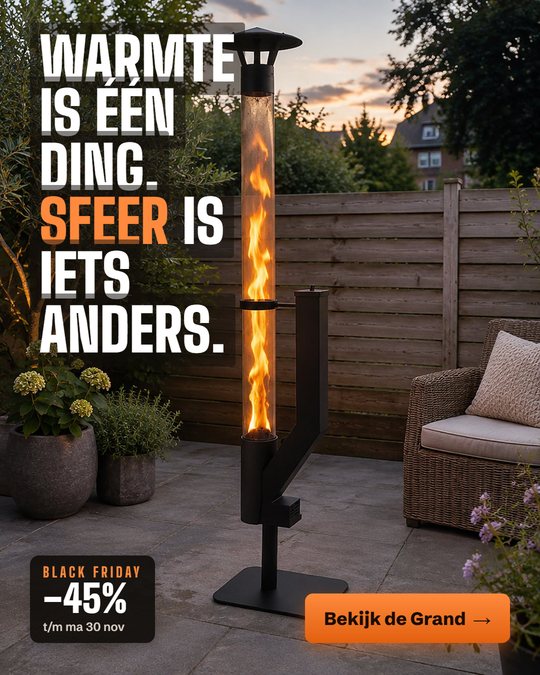 WARMTE
IS ÉÉN
DING.
SFEER IS
IETS
ANDERS.
BLACK FRIDAY
–45%
t/m ma 30 nov
Bekijk de Grand →